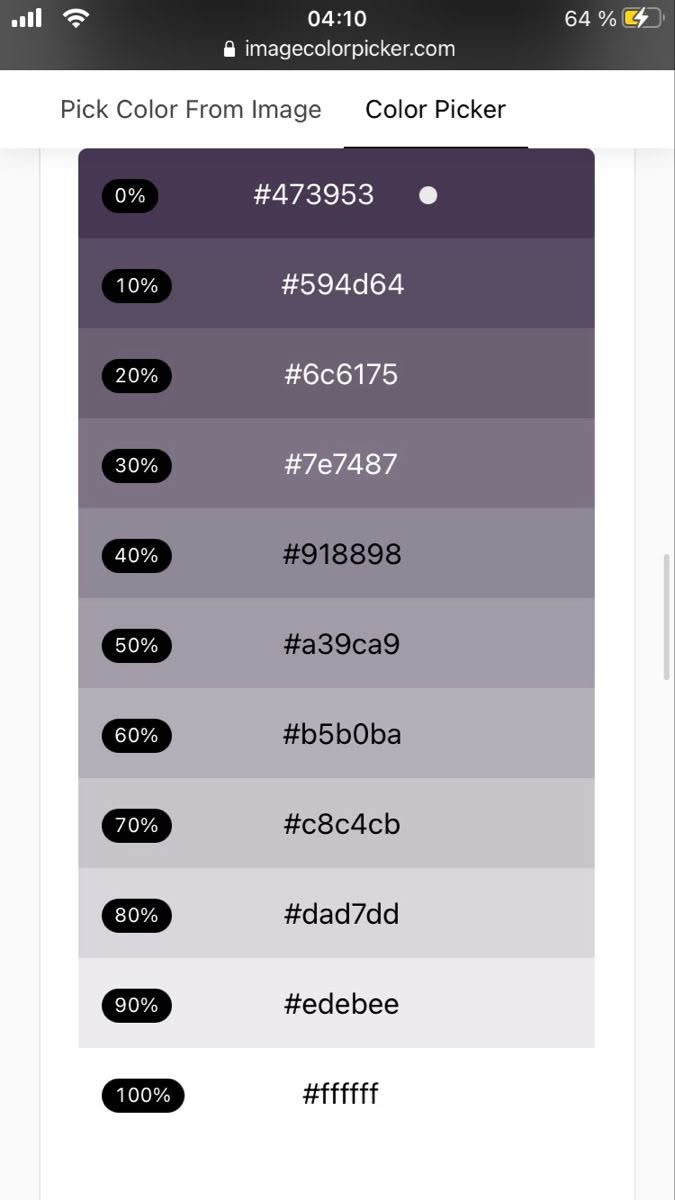 04:10
64 %
imagecolorpicker.com
Pick Color From Image
Color Picker
0% #473953
10% #594d64
20% #6c6175
30% #7e7487
40% #918898
50% #a39ca9
60% #b5b0ba
70% #c8c4cb
80% #dad7dd
90% #edebee
100% #ffffff